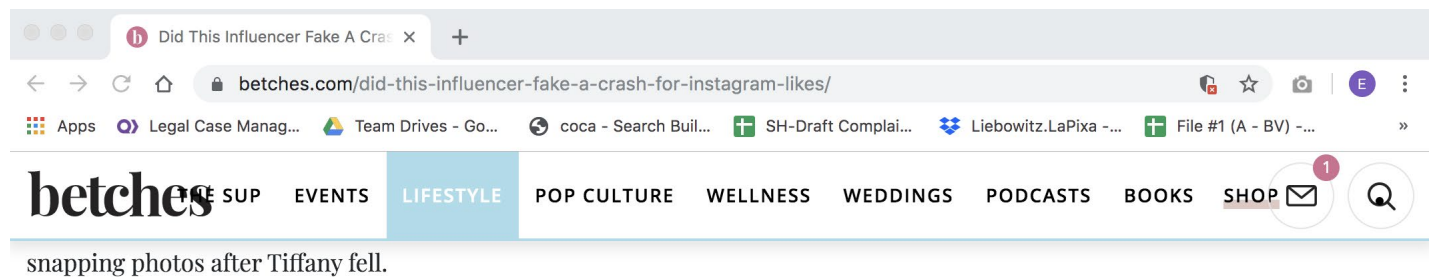 b Did This Influencer Fake A Cras × +
betches.com/did-this-influencer-fake-a-crash-for-instagram-likes/ E
Apps Legal Case Manag... Team Drives - Go... coca - Search Buil... SH-Draft Complai... Liebowitz.LaPixa -... File #1 (A - BV) -... »
betches THE SUP EVENTS LIFESTYLE POP CULTURE WELLNESS WEDDINGS PODCASTS BOOKS SHOP 1
snapping photos after Tiffany fell.